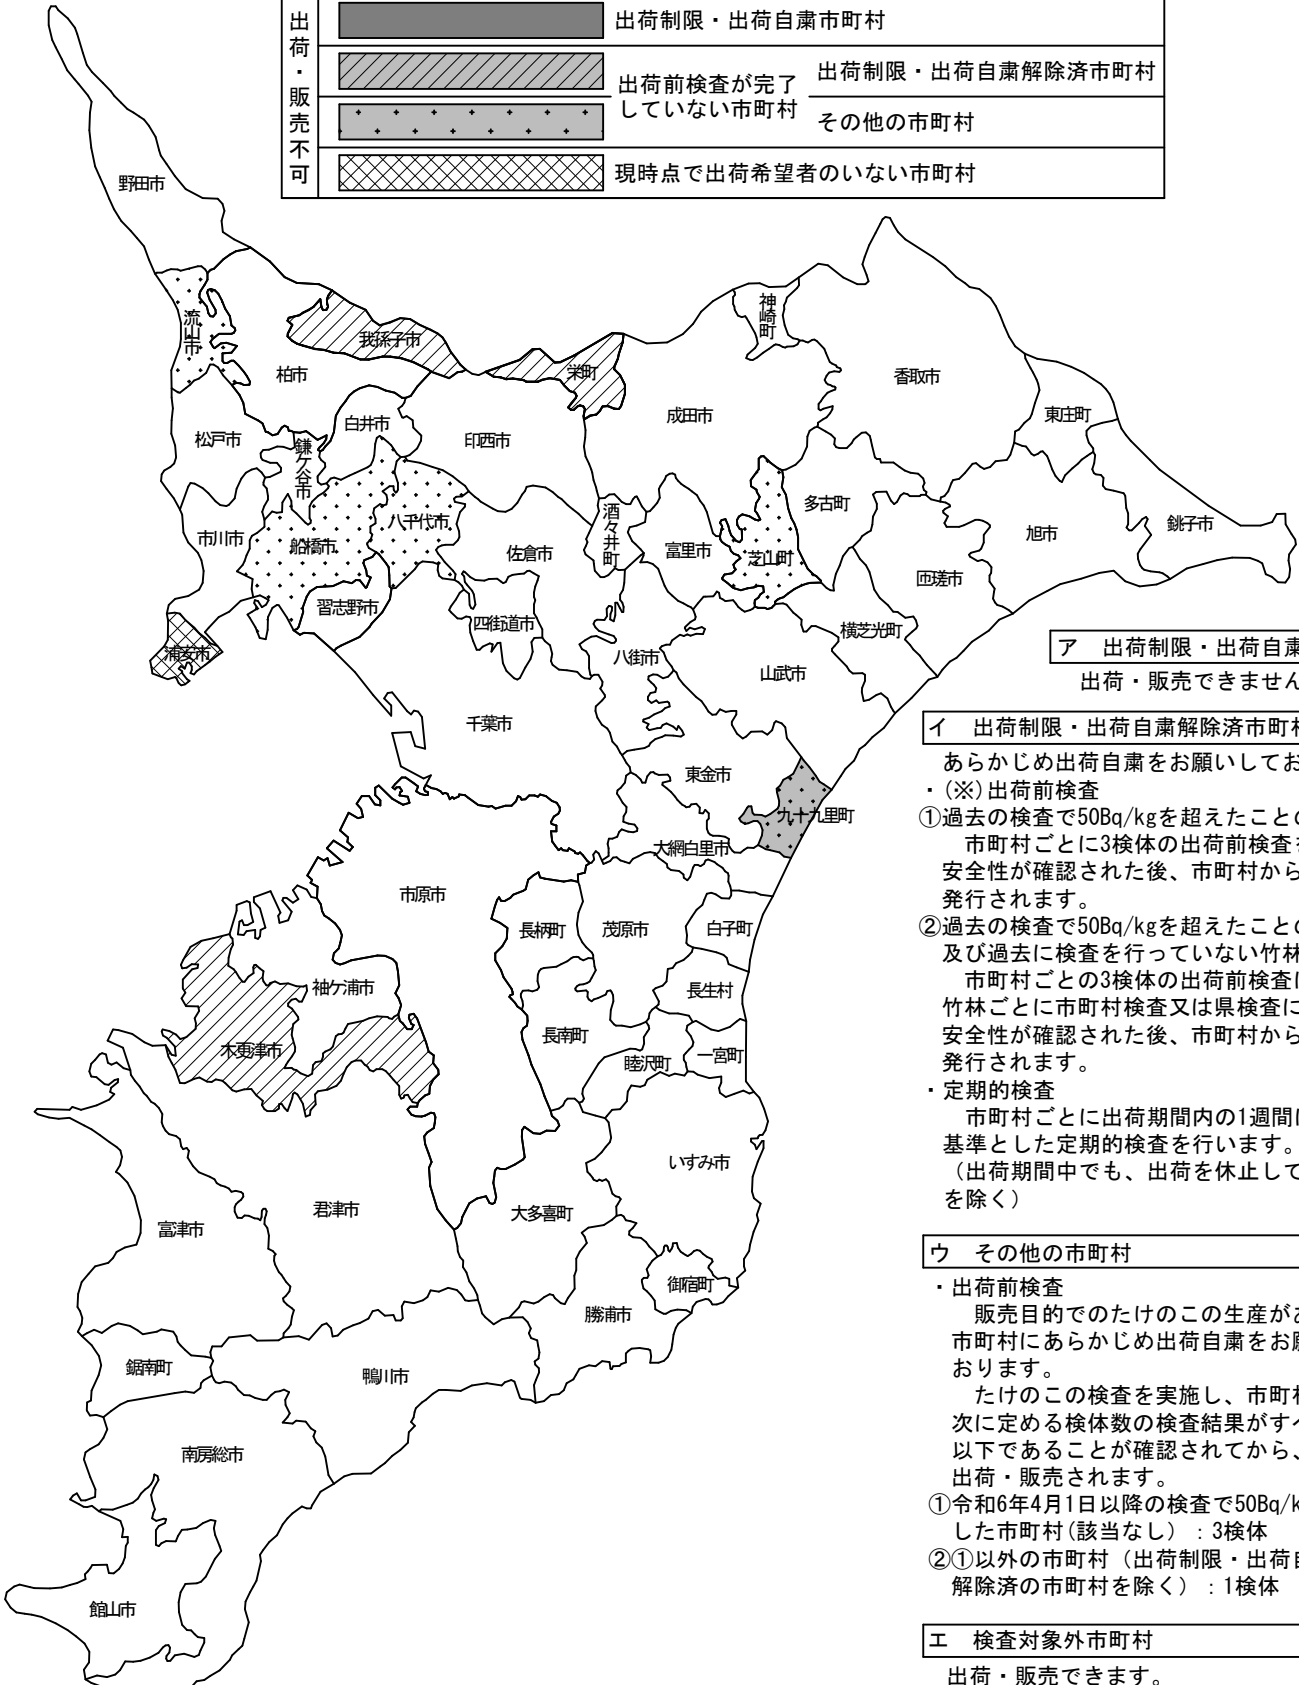 出荷・販売不可
出荷制限・出荷自粛市町村
出荷前検査が完了
していない市町村
出荷制限・出荷自粛解除済市町村
その他の市町村
現時点で出荷希望者のいない市町村
野田市
流山市
我孫子市
柏市
栄町
神崎町
香取市
成田市
東庄町
松戸市
鎌ケ谷市
白井市
印西市
多古町
銚子市
市川市
船橋市
八千代市
佐倉市
酒々井町
富里市
芝山町
旭市
匝瑳市
習志野市
四街道市
横芝光町
浦安市
八街市
山武市
千葉市
東金市
九十九里町
大網白里市
市原市
長柄町
茂原市
白子町
袖ケ浦市
長生村
長南町
木更津市
睦沢町
一宮町
いすみ市
君津市
大多喜町
富津市
御宿町
勝浦市
鋸南町
鴨川市
南房総市
館山市
ア　出荷制限・出荷自粛
出荷・販売できません
イ　出荷制限・出荷自粛解除済市町村
あらかじめ出荷自粛をお願いしてお
・(※)出荷前検査
①過去の検査で50Bq/kgを超えたことの
市町村ごとに3検体の出荷前検査を
安全性が確認された後、市町村から
発行されます。
②過去の検査で50Bq/kgを超えたことの
及び過去に検査を行っていない竹林
市町村ごとの3検体の出荷前検査に
竹林ごとに市町村検査又は県検査に
安全性が確認された後、市町村から
発行されます。
・定期的検査
市町村ごとに出荷期間内の1週間に
基準とした定期的検査を行います。
（出荷期間中でも、出荷を休止して
を除く）
ウ　その他の市町村
・出荷前検査
販売目的でのたけのこの生産があ
市町村にあらかじめ出荷自粛をお願
おります。
たけのこの検査を実施し、市町村
次に定める検体数の検査結果がすべ
以下であることが確認されてから、
出荷・販売されます。
①令和6年4月1日以降の検査で50Bq/k
した市町村(該当なし）：3検体
②①以外の市町村（出荷制限・出荷自
解除済の市町村を除く）：1検体
エ　検査対象外市町村
出荷・販売できます。